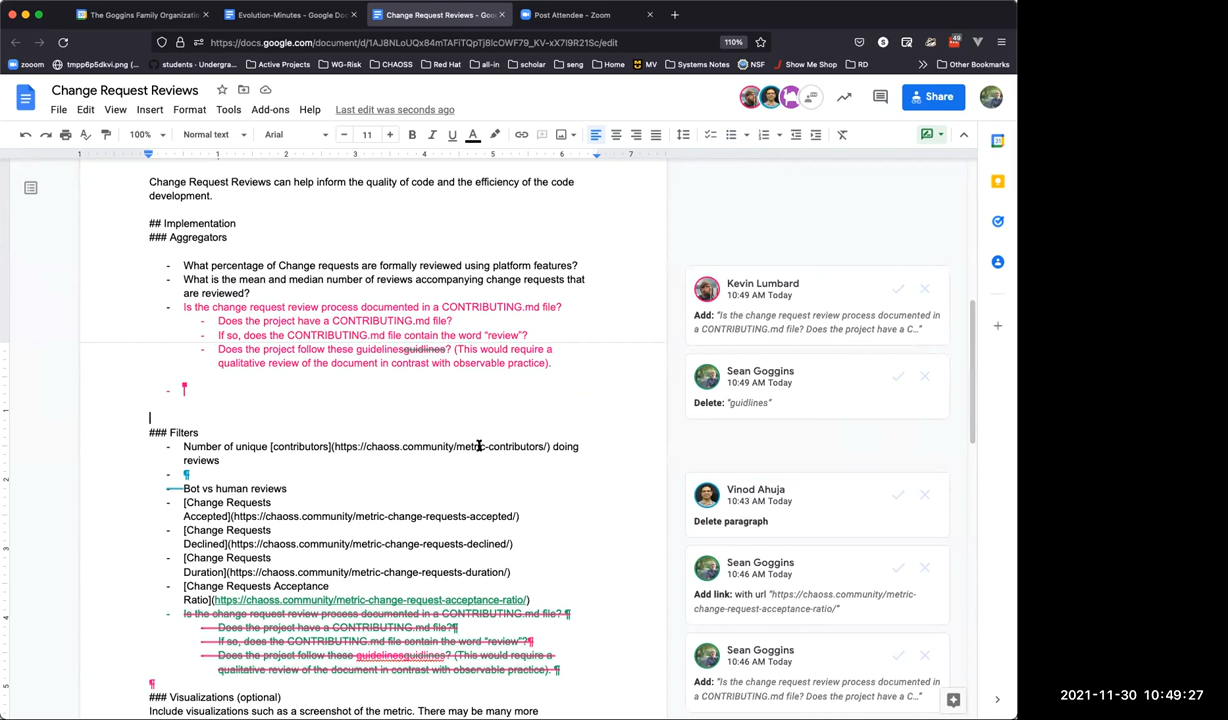 The Goggins Family Organizatio
Evolution-Minutes - Google Doc
Change Request Reviews - Goo
Post Attendee - Zoom
https://docs.google.com/document/d/1AJ8NLoUQx84mTAFiTQpTj8lcOWF79_KV-xX7I9R21Sc/edit
110%
49
zooom
tmpp6p5dkvi.png (...
students - Undergra...
Active Projects
WG-Risk
CHAOSS
Red Hat
all-in
scholar
seng
Home
MV
Systems Notes
NSF
Show Me Shop
RD
Other Bookmarks
Change Request Reviews
File Edit View Insert Format Tools Add-ons Help Last edit was seconds ago
Share
100% Normal text Arial 11
1 1 2 3 4 5 6 7
Change Request Reviews can help inform the quality of code and the efficiency of the code
development.
## Implementation
### Aggregators
- What percentage of Change requests are formally reviewed using platform features?
- What is the mean and median number of reviews accompanying change requests that
are reviewed?
- Is the change request review process documented in a CONTRIBUTING.md file?
- Does the project have a CONTRIBUTING.md file?
- If so, does the CONTRIBUTING.md file contain the word "review"?
- Does the project follow these guidelinesguidlines? (This would require a
qualitative review of the document in contrast with observable practice).
- ¶
### Filters
- Number of unique [contributors](https://chaoss.community/metric-contributors/) doing
reviews
- ¶
- Bot vs human reviews
- [Change Requests
Accepted](https://chaoss.community/metric-change-requests-accepted/)
- [Change Requests
Declined](https://chaoss.community/metric-change-requests-declined/)
- [Change Requests
Duration](https://chaoss.community/metric-change-requests-duration/)
- [Change Requests Acceptance
Ratio](https://chaoss.community/metric-change-request-acceptance-ratio/)
- Is the change request review process documented in a CONTRIBUTING.md file? ¶
- Does the project have a CONTRIBUTING.md file?¶
- If so, does the CONTRIBUTING.md file contain the word "review"?¶
- Does the project follow these guidelinesguidlines? (This would require a
qualitative review of the document in contrast with observable practice). ¶
¶
### Visualizations (optional)
Include visualizations such as a screenshot of the metric. There may be many more
Kevin Lumbard
10:49 AM Today
Add: "Is the change request review process documented in
a CONTRIBUTING.md file? Does the project have a C..."
Sean Goggins
10:49 AM Today
Delete: "guidlines"
Vinod Ahuja
10:43 AM Today
Delete paragraph
Sean Goggins
10:46 AM Today
Add link: with url "https://chaoss.community/metric-
change-request-acceptance-ratio/"
Sean Goggins
10:46 AM Today
Add: "Is the change request review process documented in
a CONTRIBUTING.md file? Does the project have a C..."
1
2
3
4
5
2021-11-30 10:49:27